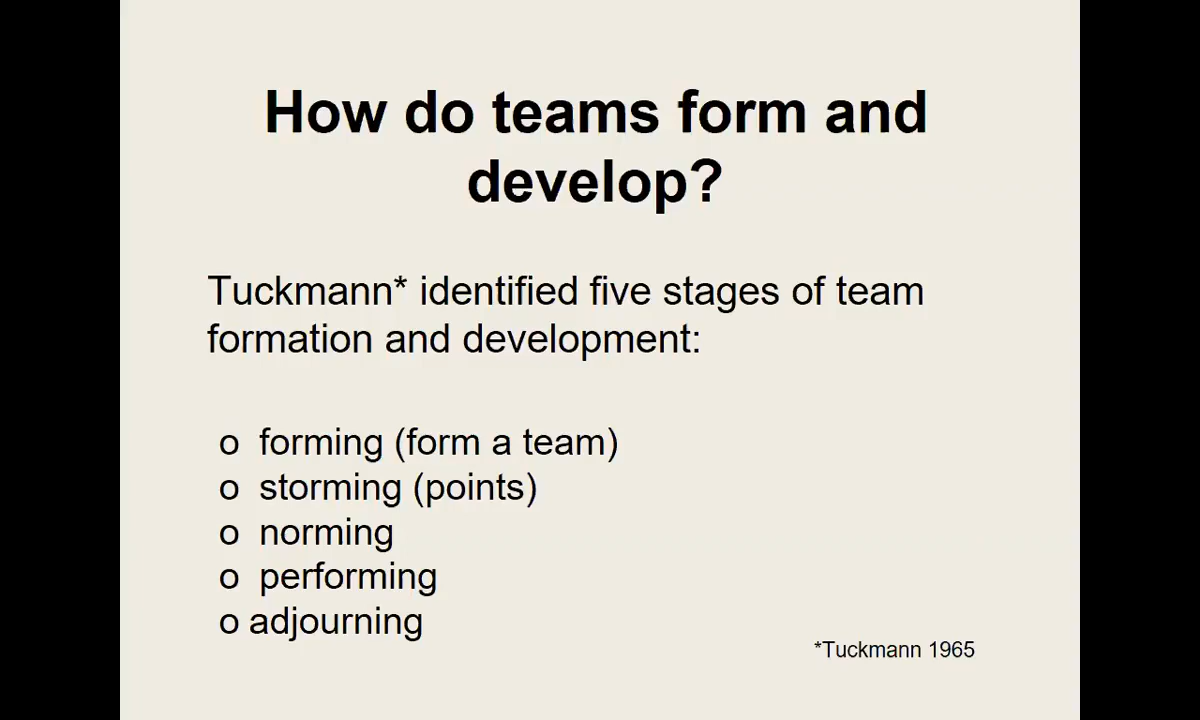 How do teams form and
develop?
Tuckmann* identified five stages of team
formation and development:
o forming (form a team)
o storming (points)
o norming
o performing
o adjourning
*Tuckmann 1965